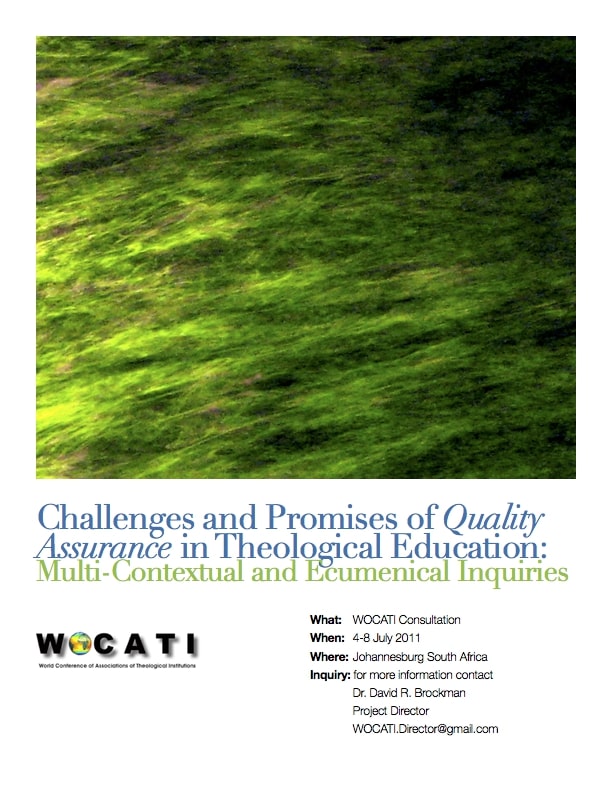 Challenges and Promises of Quality
Assurance in Theological Education:
Multi-Contextual and Ecumenical Inquiries
WOCATI
World Conference of Associations of Theological Institutions
What: WOCATI Consultation
When: 4-8 July 2011
Where: Johannesburg South Africa
Inquiry: for more information contact
Dr. David R. Brockman
Project Director
WOCATI.Director@gmail.com